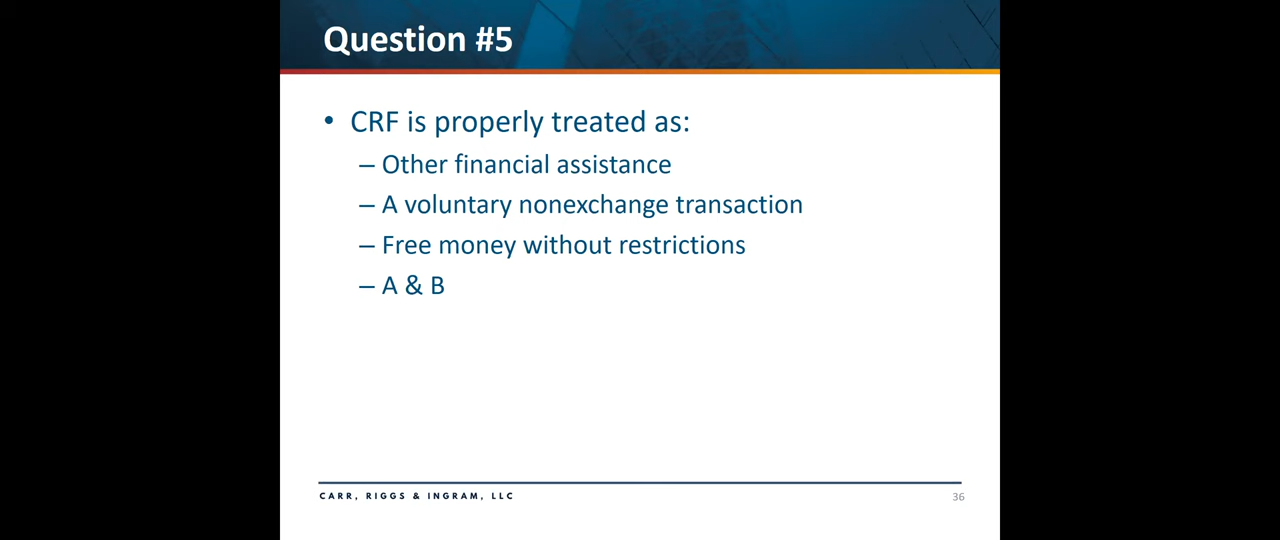 Question #5
• CRF is properly treated as:
– Other financial assistance
– A voluntary nonexchange transaction
– Free money without restrictions
– A & B
CARR, RIGGS & INGRAM, LLC
36